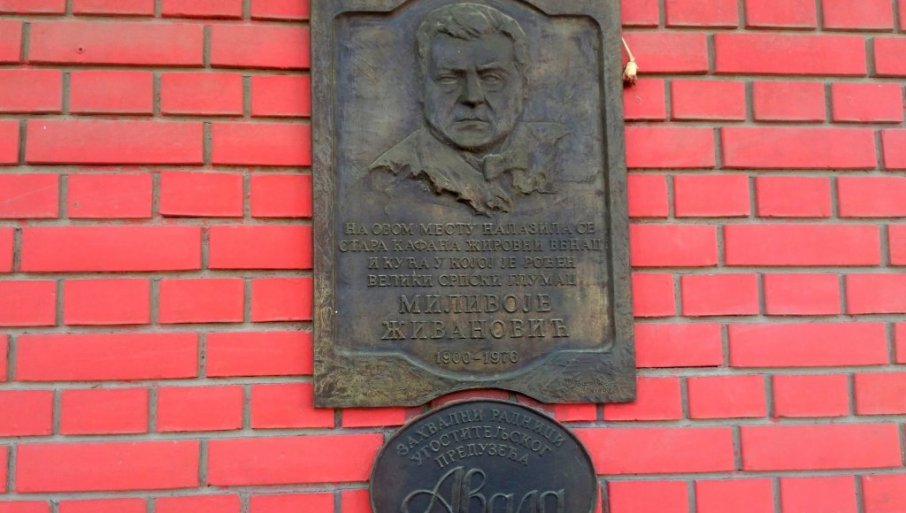 НА ОВОМ МЕСТУ НАЛАЗИЛА СЕ
СТАРА КАФАНА ЖИРОВНИ ВЕНАЦ
И КУЋА У КОЈОЈ ЈЕ РОЂЕН
ВЕЛИКИ СРПСКИ ГЛУМАЦ
МИЛИВОЈЕ
ЖИВАНОВИЋ
1900-1976
ЗАХВАЛНИ РАДНИЦИ
УГОСТИТЕЉСКОГ
ПРЕДУЗЕЋА
Авала